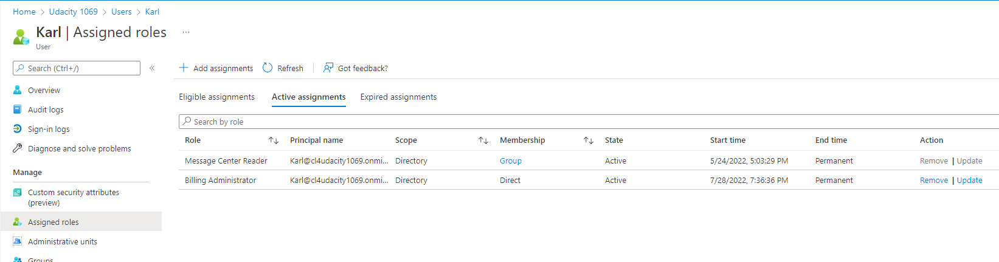 Home > Udacity 1069 > Users > Karl
Karl | Assigned roles ...
User
Search (Ctrl+/) «
Overview
Audit logs
Sign-in logs
Diagnose and solve problems
Manage
Custom security attributes
(preview)
Assigned roles
Administrative units
Groups
Add assignments Refresh Got feedback?
Eligible assignments Active assignments Expired assignments
Search by role
Role Principal name Scope Membership State Start time End time Action
Message Center Reader Karl@cl4udacity1069.onmi... Directory Group Active 5/24/2022, 5:03:29 PM Permanent Remove | Update
Billing Administrator Karl@cl4udacity1069.onmi... Directory Direct Active 7/28/2022, 7:36:36 PM Permanent Remove | Update